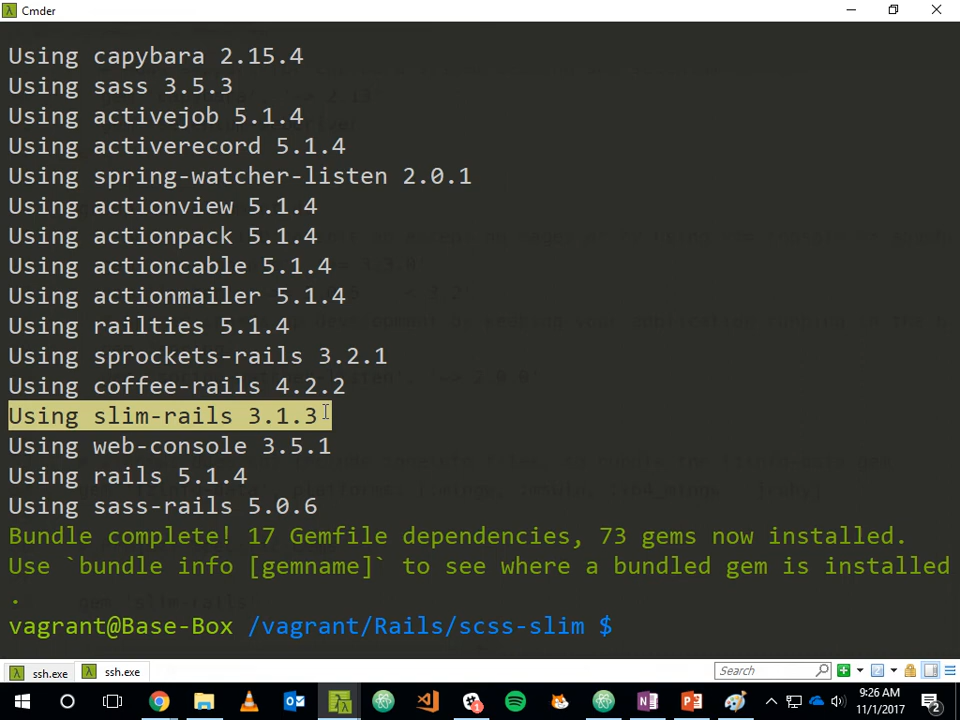 Cmder
Using capybara 2.15.4
Using sass 3.5.3
Using activejob 5.1.4
Using activerecord 5.1.4
Using spring-watcher-listen 2.0.1
Using actionview 5.1.4
Using actionpack 5.1.4
Using actioncable 5.1.4
Using actionmailer 5.1.4
Using railties 5.1.4
Using sprockets-rails 3.2.1
Using coffee-rails 4.2.2
Using slim-rails 3.1.3
Using web-console 3.5.1
Using rails 5.1.4
Using sass-rails 5.0.6
Bundle complete! 17 Gemfile dependencies, 73 gems now installed.
Use `bundle info [gemname]` to see where a bundled gem is installed
.
vagrant@Base-Box /vagrant/Rails/scss-slim $
ssh.exe
ssh.exe
Search
9:26 AM
11/1/2017
2